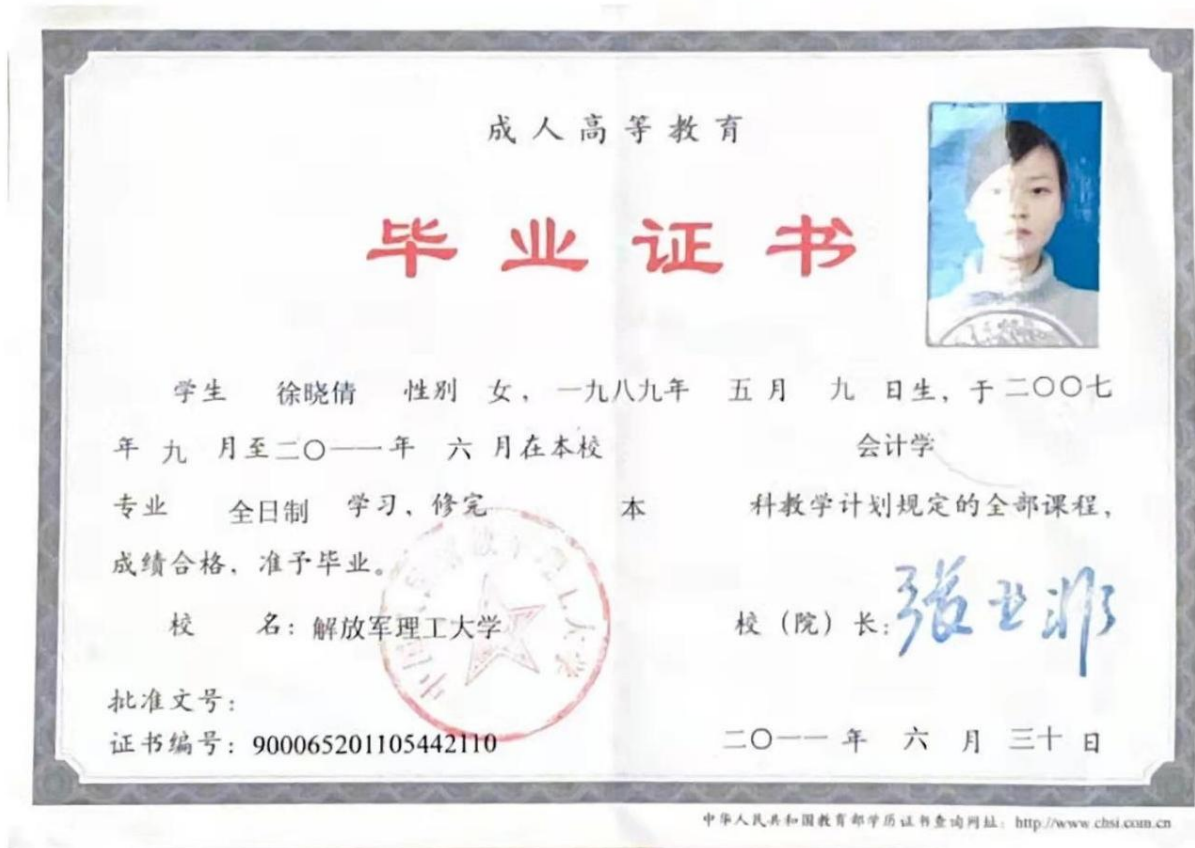 成人高等教育
毕业证书
学生 徐晓倩 性别 女，一九八九年 五月 九 日生，于二〇〇七
年 九 月至二〇一一年 六 月在本校 会计学
专业 全日制 学习、修完 本 科教学计划规定的全部课程，
成绩合格、准予毕业。
校 名：解放军理工大学
校（院）长：张亚非
批准文号：
证书编号：900065201105442110
二〇一一年 六 月 三十日
中华人民共和国教育部学历证书查询网址：http://www.chsi.com.cn